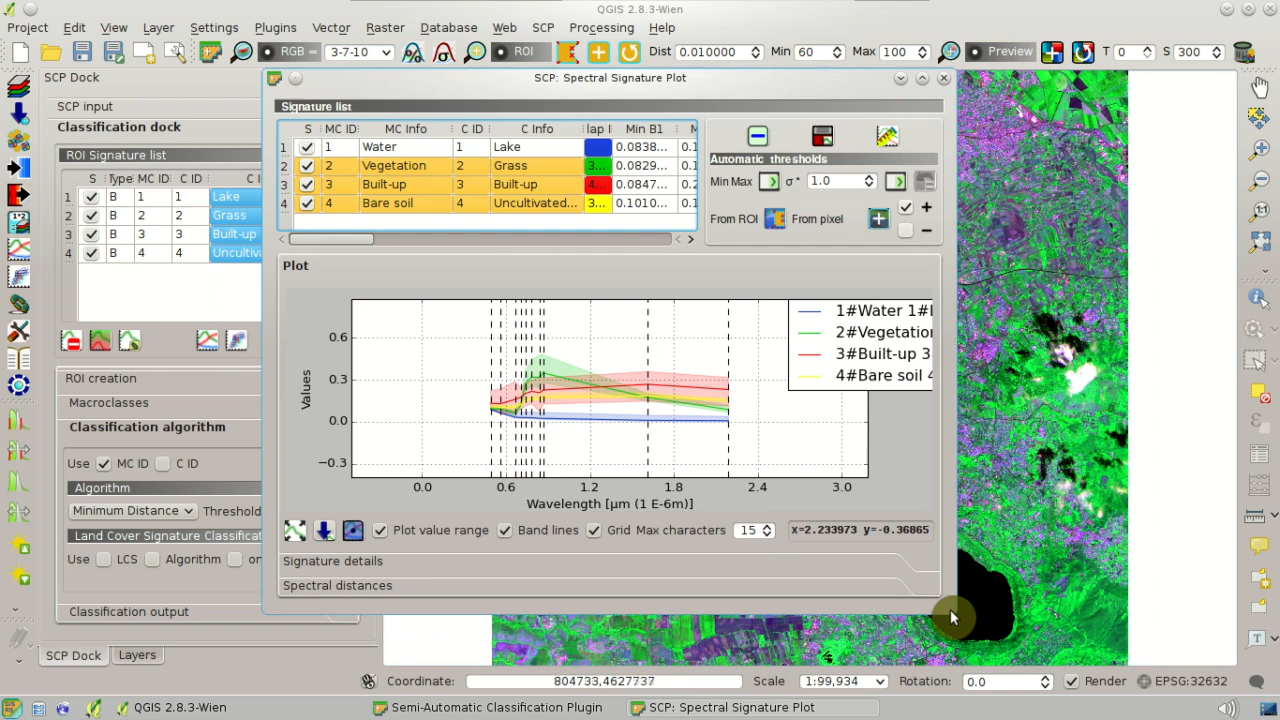 QGIS 2.8.3-Wien
Project Edit View Layer Settings Plugins Vector Raster Database Web SCP Processing Help
RGB = 3-7-10 ROI Dist 0.010000 Min 60 Max 100 Preview T 0 S 300
SCP Dock
SCP: Spectral Signature Plot
SCP input
Signature list
Classification dock
S MC ID MC Info C ID C Info Min B1
1 1 Water 1 Lake 0.0838...
2 2 Vegetation 2 Grass 3... 0.0829...
3 3 Built-up 3 Built-up 4... 0.0847...
4 4 Bare soil 4 Uncultivated... 3... 0.1010...
Automatic thresholds
Min Max σ* 1.0
From ROI From pixel + −
ROI Signature list
S Type MC ID C ID
1 B 1 1 Lake
2 B 2 2 Grass
3 B 3 3 Built-up
4 B 4 4 Uncultiv
Plot
1#Water 1#
2#Vegetation
3#Built-up 3
4#Bare soil 4
Values
0.6
0.3
0.0
−0.3
0.0 0.6 1.2 1.8 2.4 3.0
Wavelength [μm (1 E-6m)]
Plot value range Band lines Grid Max characters 15 x=2.233973 y=-0.36865
Signature details
Spectral distances
ROI creation
Macroclasses
Classification algorithm
Use MC ID C ID
Algorithm
Minimum Distance Threshold
Land Cover Signature Classificat
Use LCS Algorithm on
Classification output
SCP Dock Layers
Coordinate: 804733,4627737 Scale 1:99,934 Rotation: 0.0 Render EPSG:32632
QGIS 2.8.3-Wien Semi-Automatic Classification Plugin SCP: Spectral Signature Plot